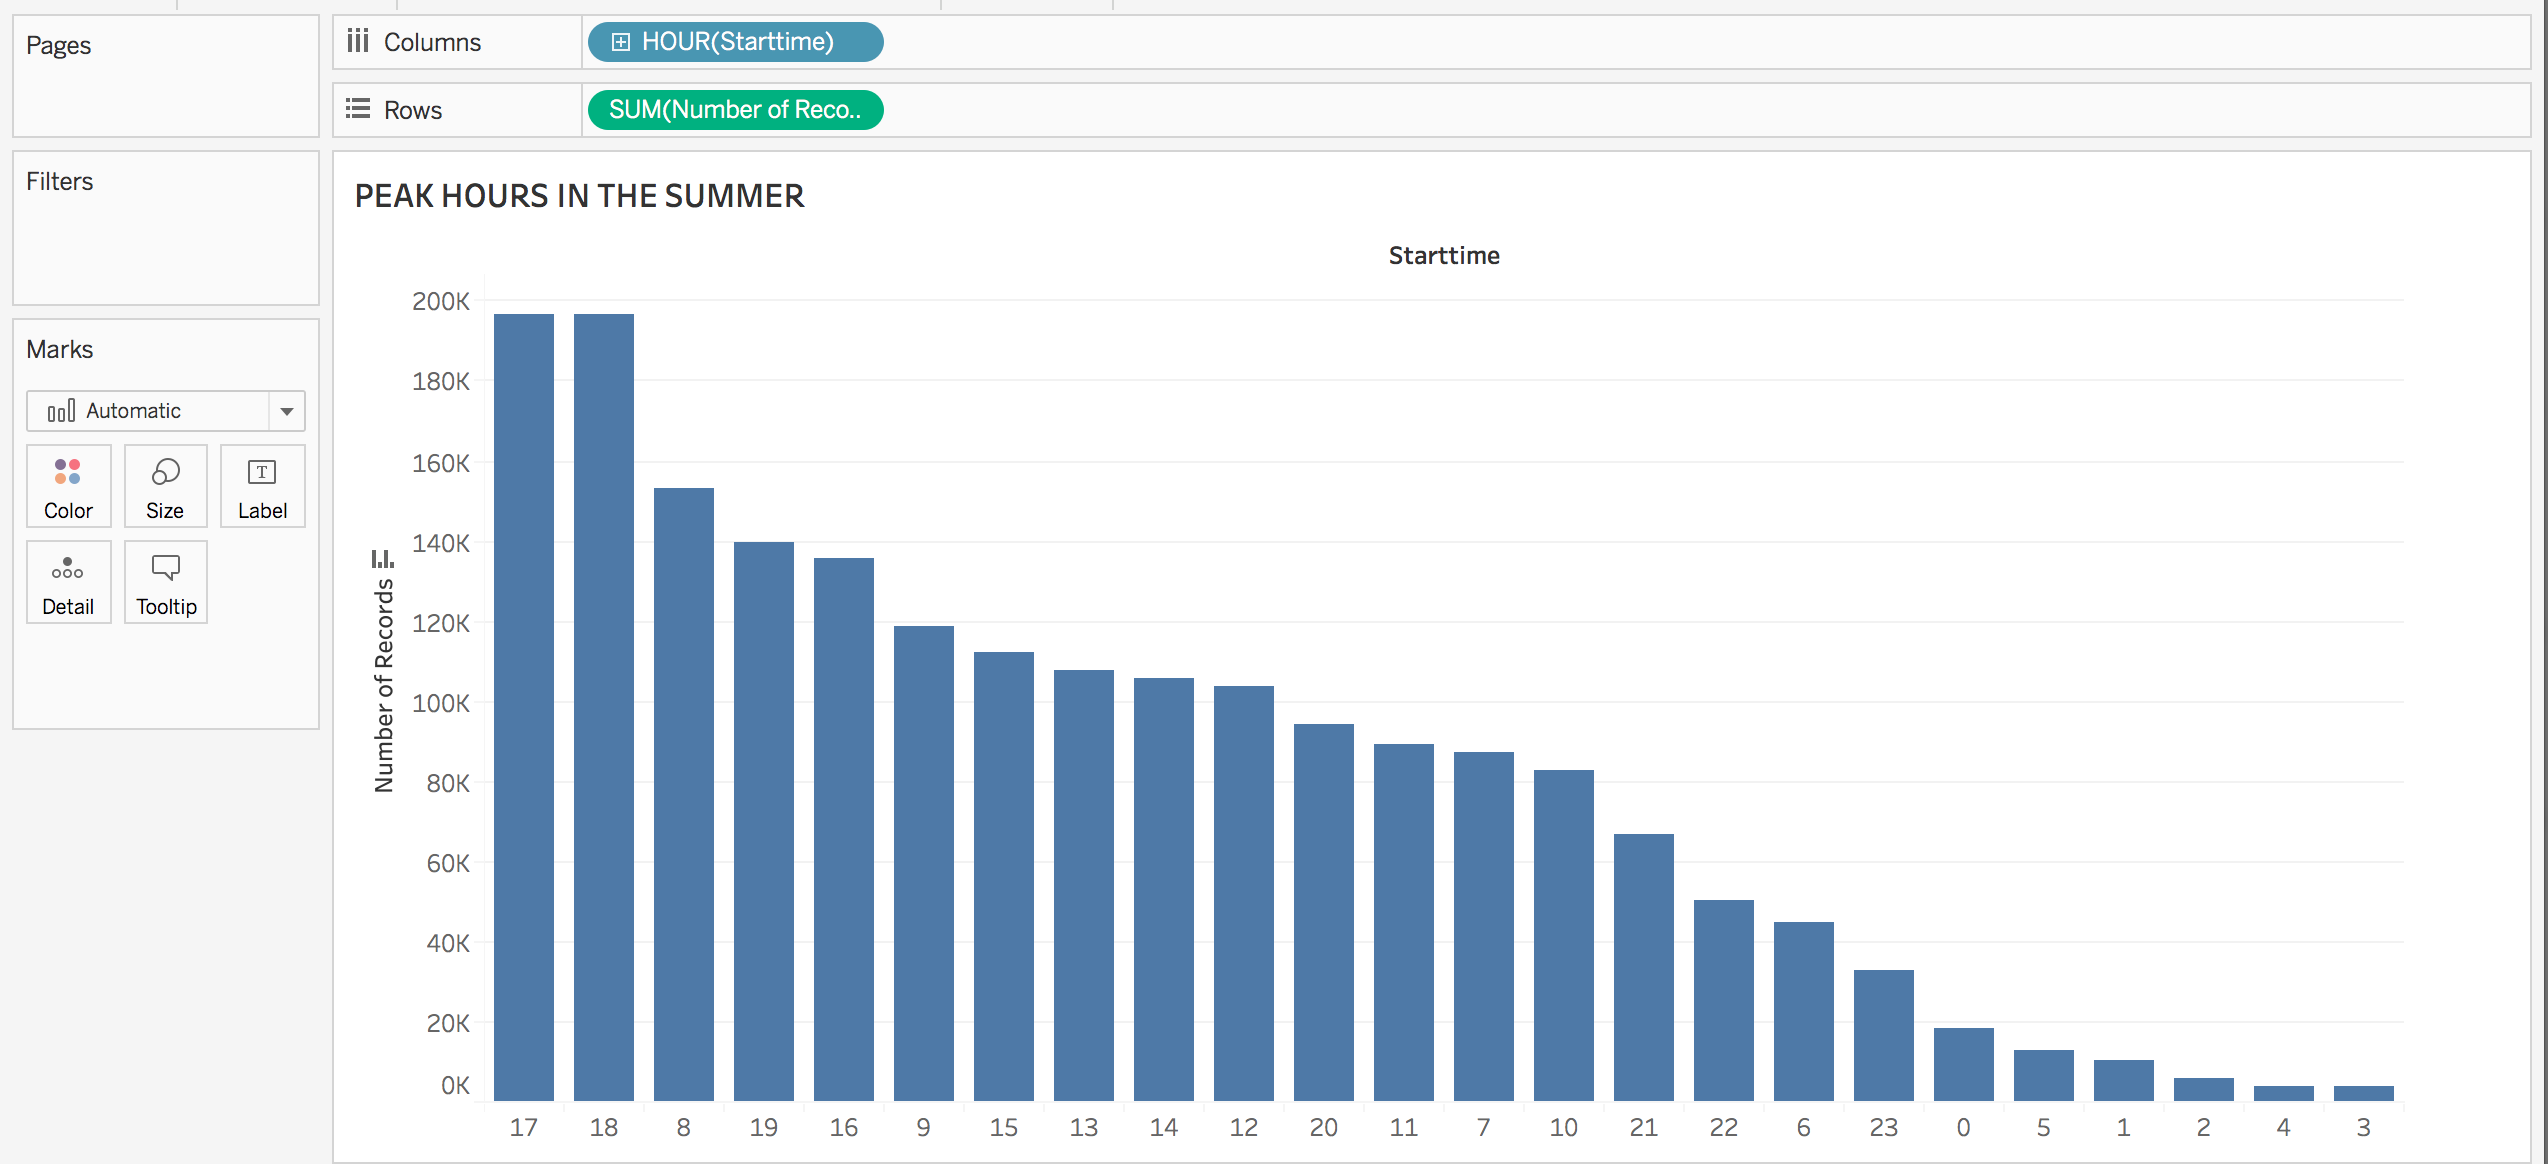 Pages
Columns
HOUR(Starttime)
Rows
SUM(Number of Reco..
Filters
Marks
Automatic
Color
Size
T
Label
Detail
Tooltip
PEAK HOURS IN THE SUMMER
Starttime
Number of Records
200K
180K
160K
140K
120K
100K
80K
60K
40K
20K
0K
17 18 8 19 16 9 15 13 14 12 20 11 7 10 21 22 6 23 0 5 1 2 4 3